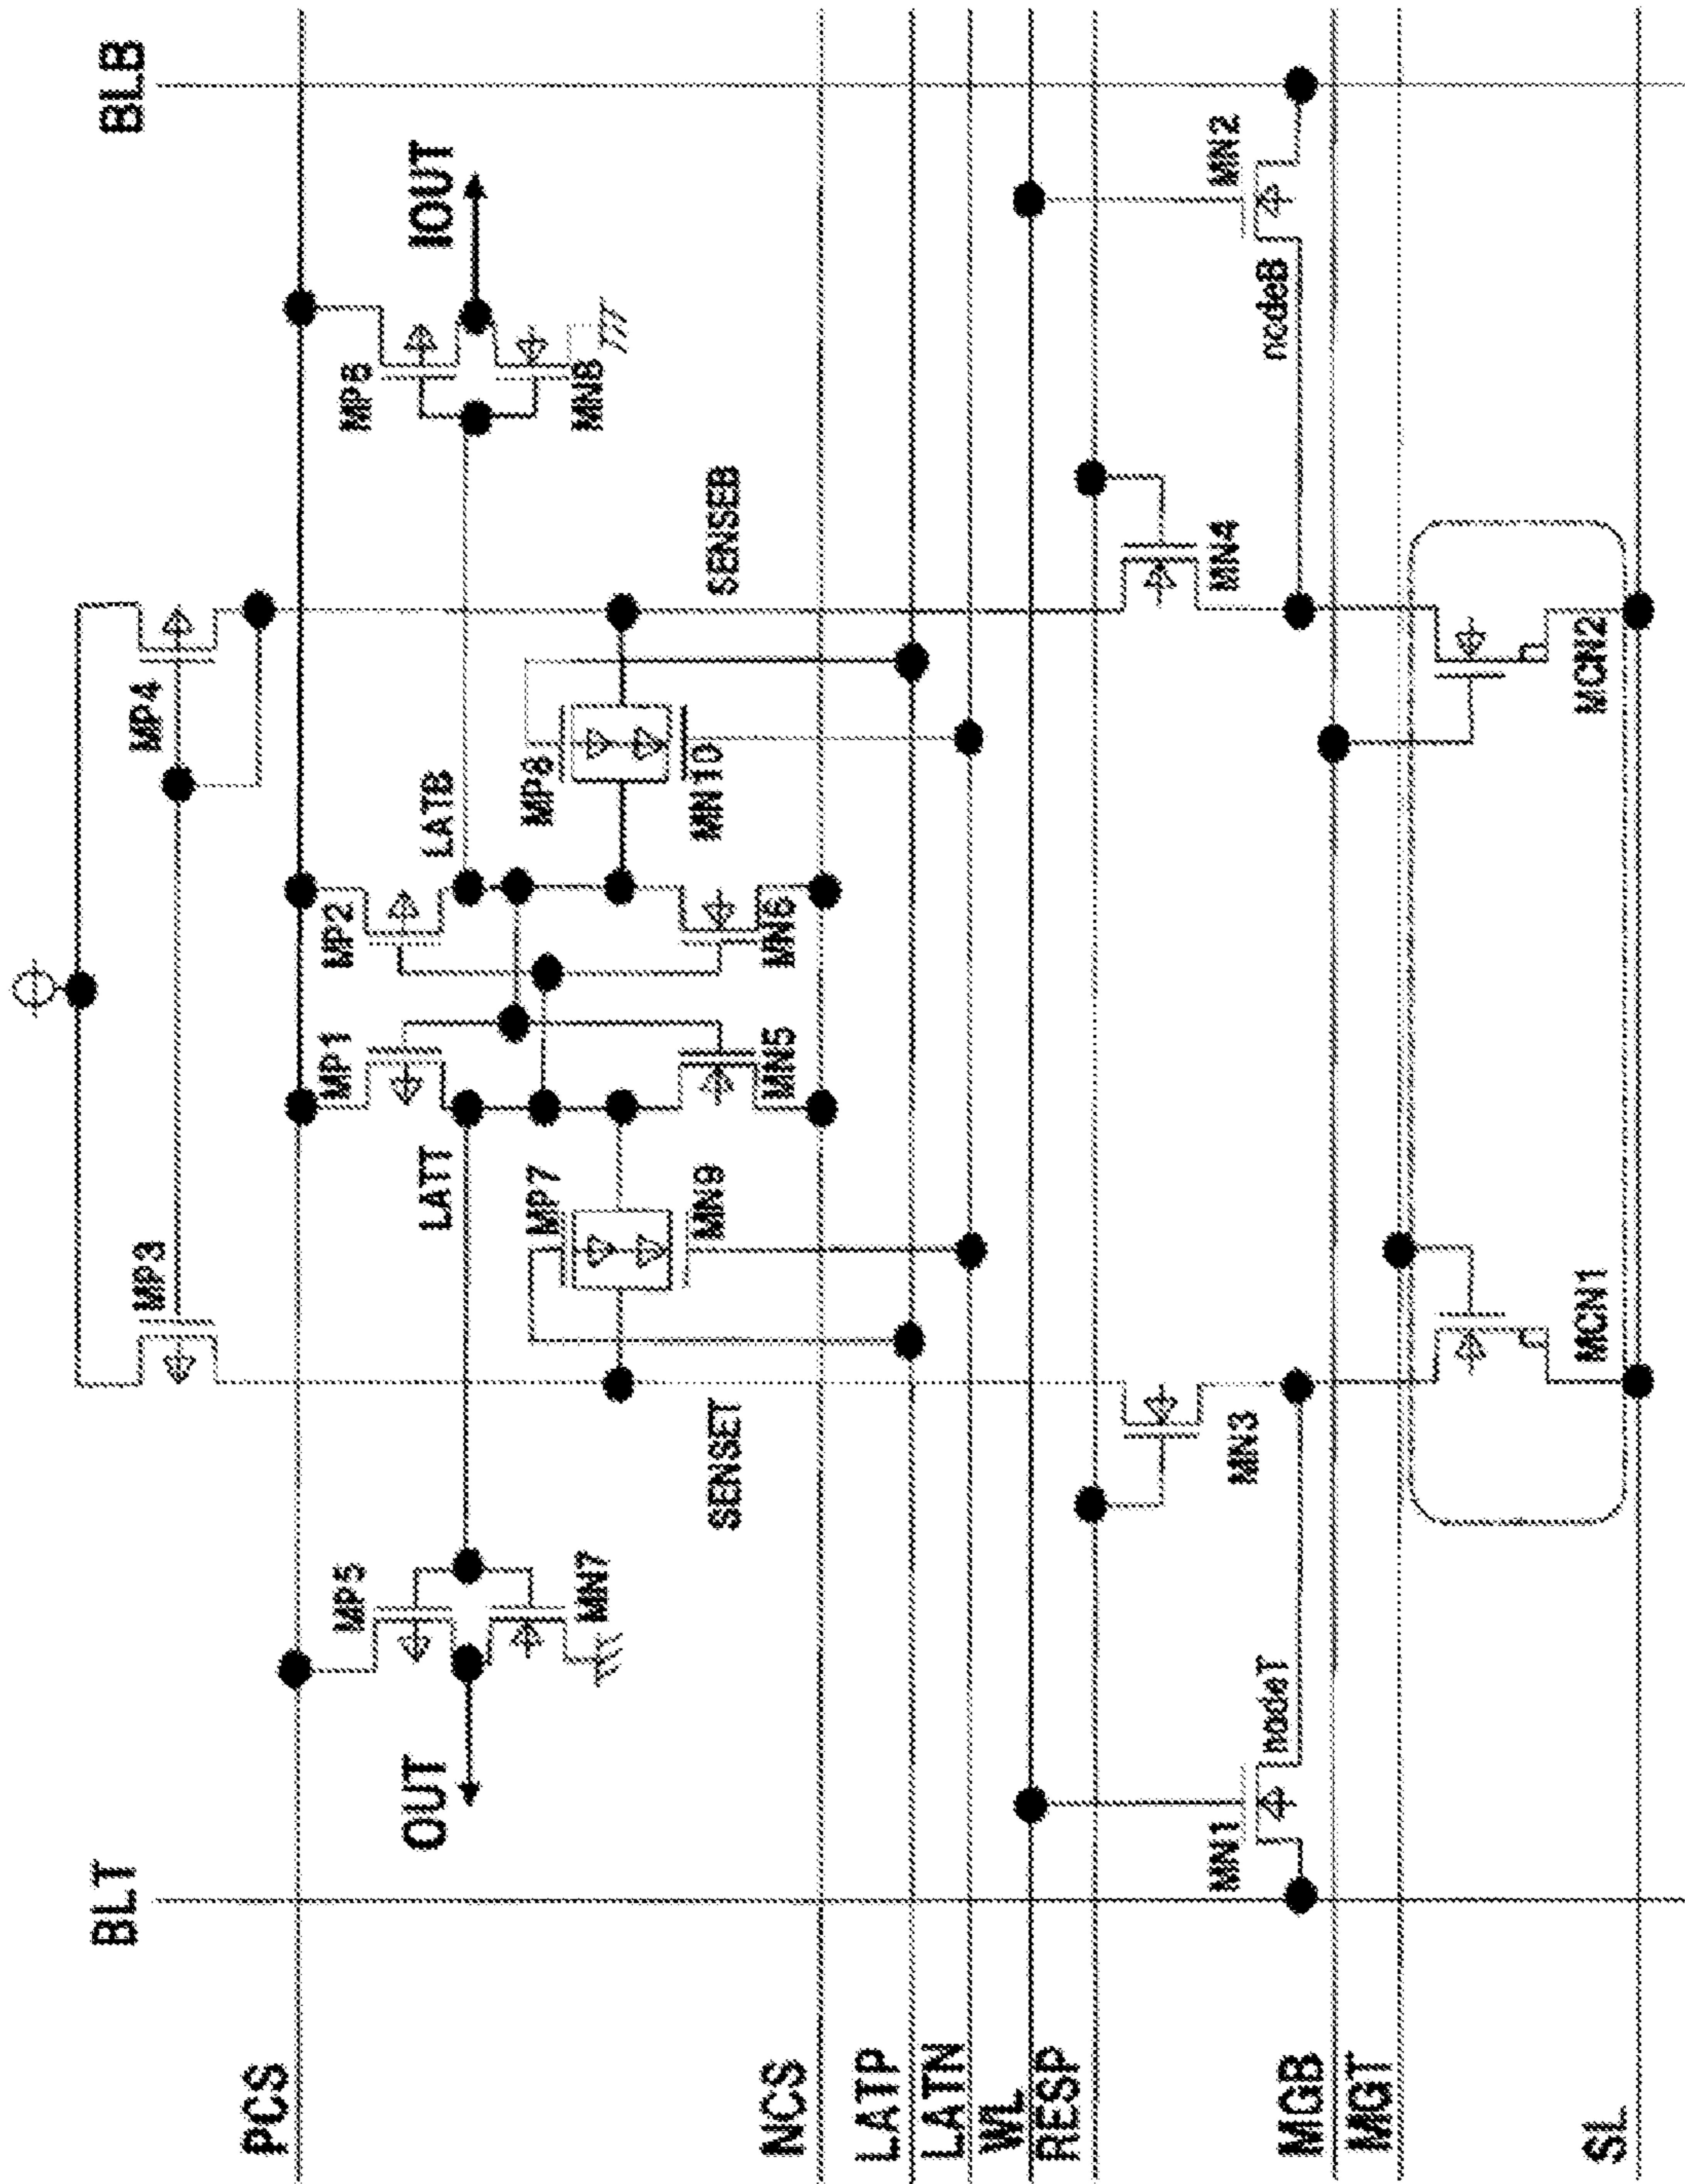 BLT
BLB
MP3
MP4
PCS
MP5
MP1
MP2
MP6
OUT
LATT
LATB
IOUT
MN7
MP7
MP8
MN8
MN5
MN6
MN9
MN10
SENSET
SENSEB
NCS
LATP
LATN
WL
RESP
MN3
MN4
MN1
nodeT
nodeB
MN2
MGB
MGT
MCN1
MCN2
SL